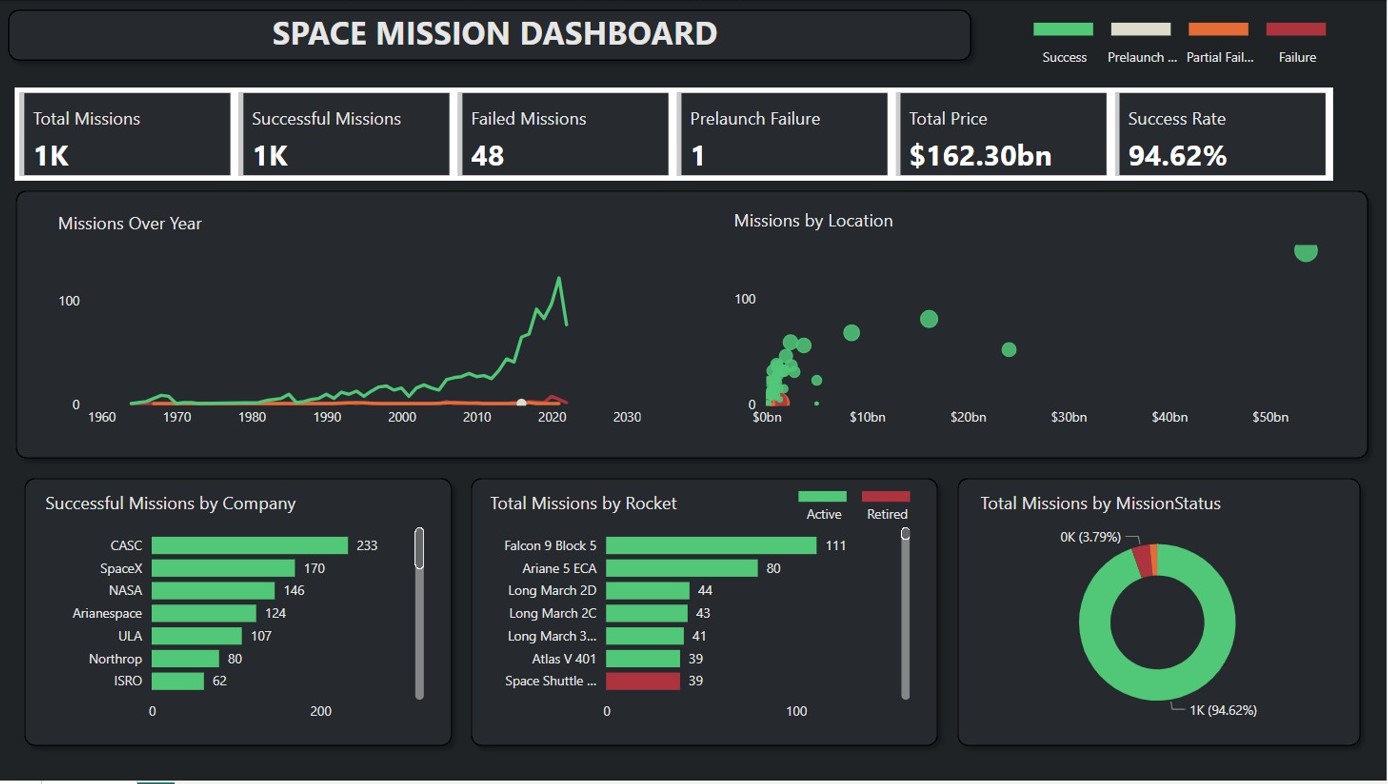 SPACE MISSION DASHBOARD
Success Prelaunch ... Partial Fail... Failure
Total Missions
1K
Successful Missions
1K
Failed Missions
48
Prelaunch Failure
1
Total Price
$162.30bn
Success Rate
94.62%
Missions Over Year
100
0
1960 1970 1980 1990 2000 2010 2020 2030
Missions by Location
100
0
$0bn $10bn $20bn $30bn $40bn $50bn
Successful Missions by Company
CASC 233
SpaceX 170
NASA 146
Arianespace 124
ULA 107
Northrop 80
ISRO 62
0 200
Total Missions by Rocket
Active Retired
Falcon 9 Block 5 111
Ariane 5 ECA 80
Long March 2D 44
Long March 2C 43
Long March 3... 41
Atlas V 401 39
Space Shuttle ... 39
0 100
Total Missions by MissionStatus
0K (3.79%)
1K (94.62%)